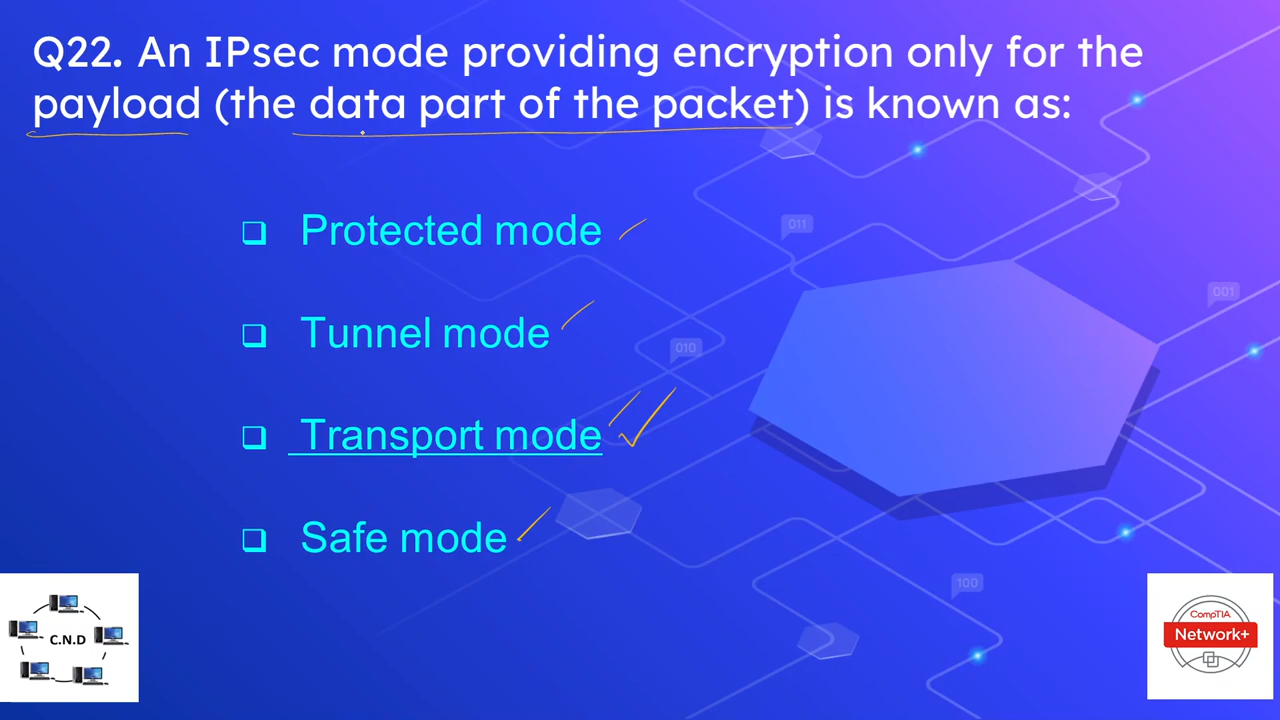 Q22. An IPsec mode providing encryption only for the
payload (the data part of the packet) is known as:
Protected mode
011
Tunnel mode
001
010
Transport mode
Safe mode
100
C.N.D
CompTIA
Network+